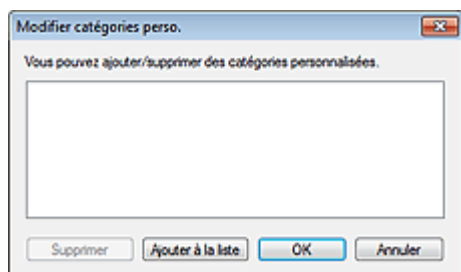 Modifier catégories perso.
Vous pouvez ajouter/supprimer des catégories personnalisées.
Supprimer Ajouter à la liste OK Annuler